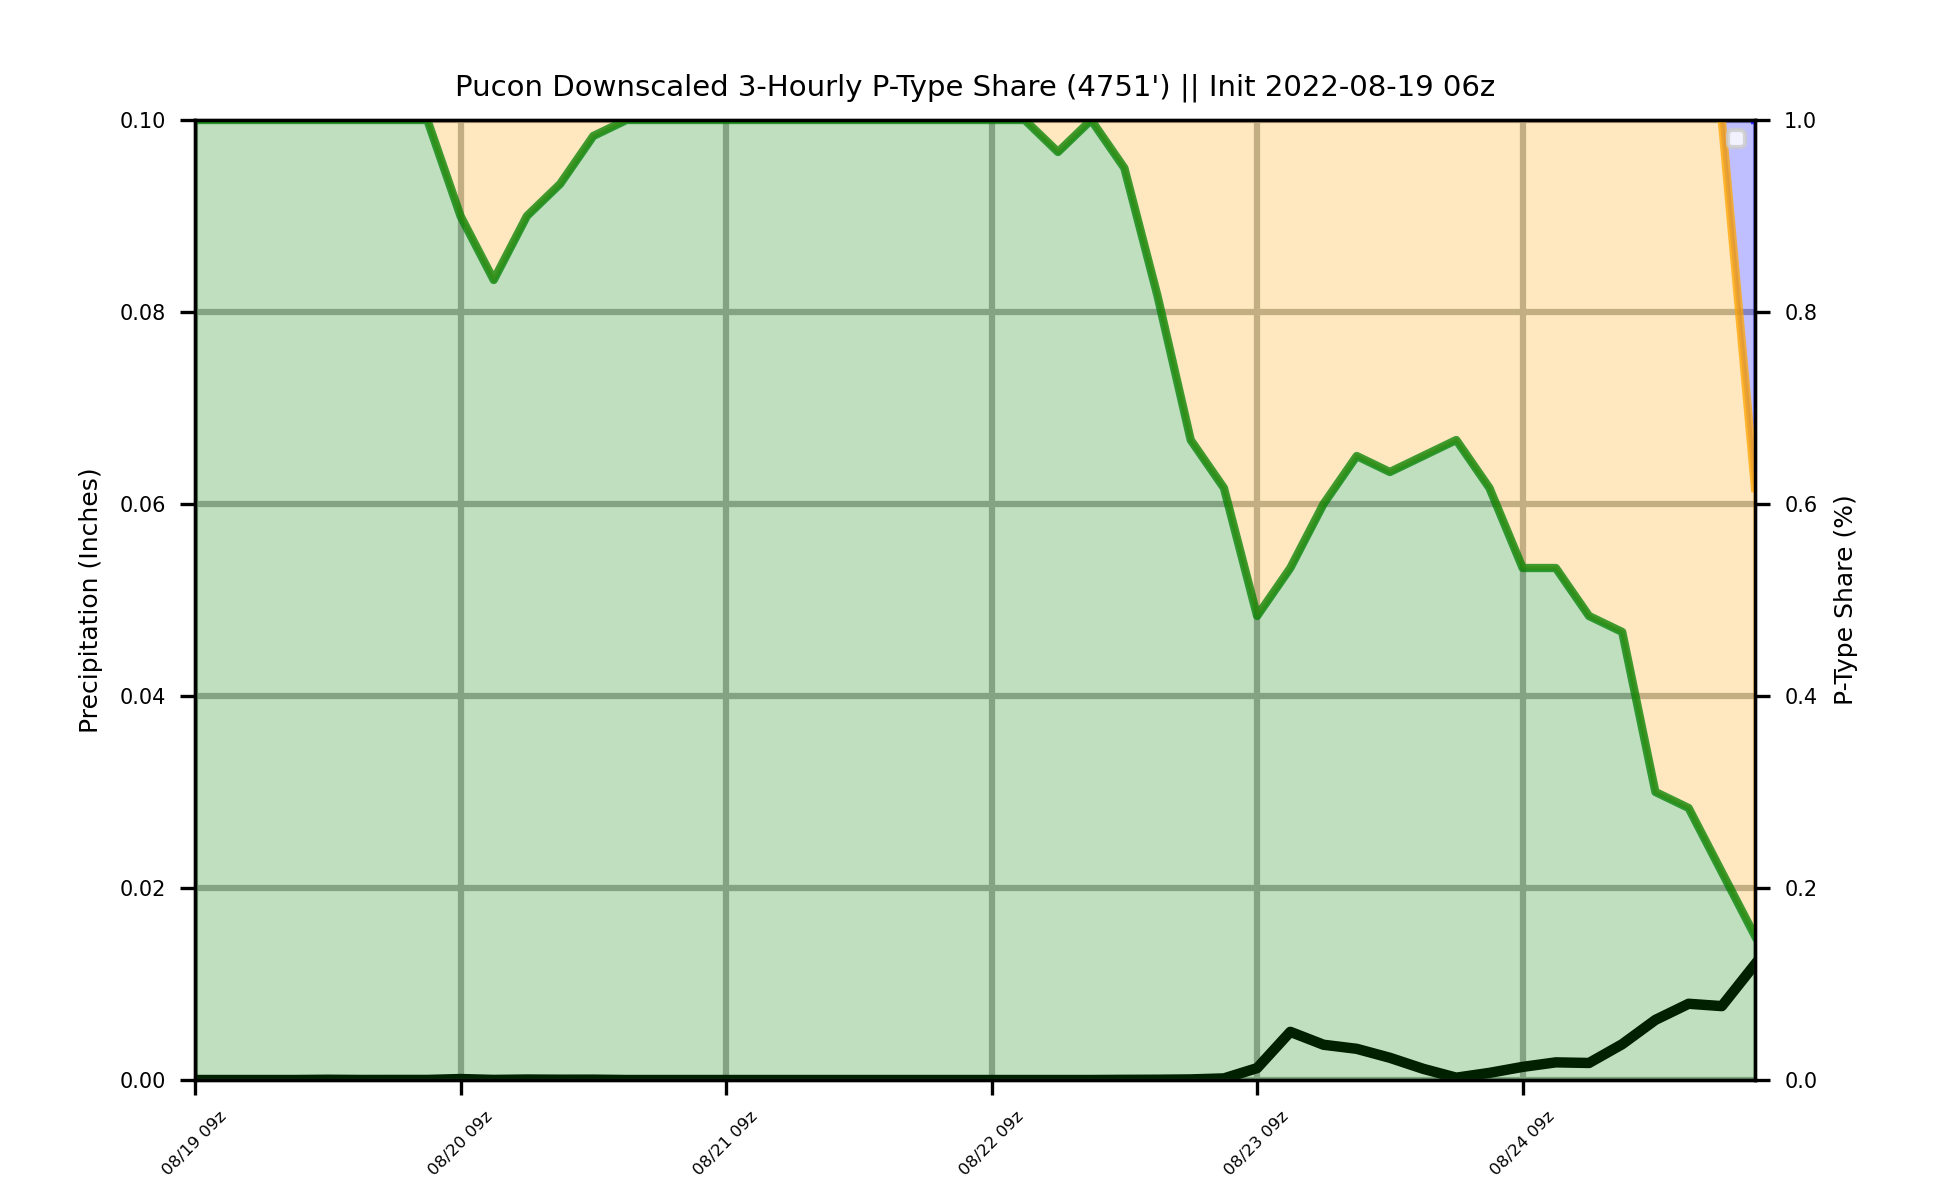 Pucon Downscaled 3-Hourly P-Type Share (4751') || Init 2022-08-19 06z
0.10
0.08
0.06
0.04
0.02
0.00
Precipitation (Inches)
1.0
0.8
0.6
0.4
0.2
0.0
P-Type Share (%)
08/19 09z
08/20 09z
08/21 09z
08/22 09z
08/23 09z
08/24 09z